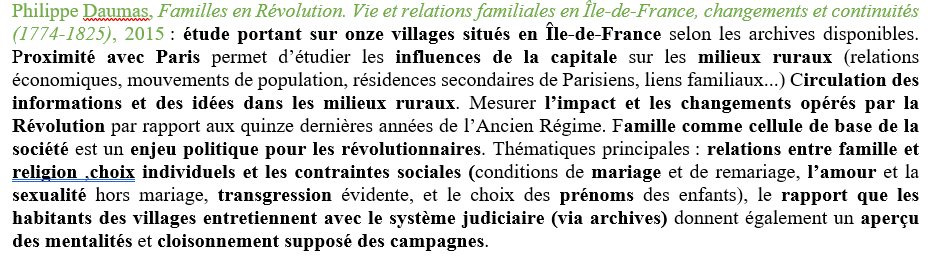 Philippe Daumas, Familles en Révolution. Vie et relations familiales en Île-de-France, changements et continuités
(1774-1825), 2015 : étude portant sur onze villages situés en Île-de-France selon les archives disponibles.
Proximité avec Paris permet d’étudier les influences de la capitale sur les milieux ruraux (relations
économiques, mouvements de population, résidences secondaires de Parisiens, liens familiaux...) Circulation des
informations et des idées dans les milieux ruraux. Mesurer l’impact et les changements opérés par la
Révolution par rapport aux quinze dernières années de l’Ancien Régime. Famille comme cellule de base de la
société est un enjeu politique pour les révolutionnaires. Thématiques principales : relations entre famille et
religion ,choix individuels et les contraintes sociales (conditions de mariage et de remariage, l’amour et la
sexualité hors mariage, transgression évidente, et le choix des prénoms des enfants), le rapport que les
habitants des villages entretiennent avec le système judiciaire (via archives) donnent également un aperçu
des mentalités et cloisonnement supposé des campagnes.